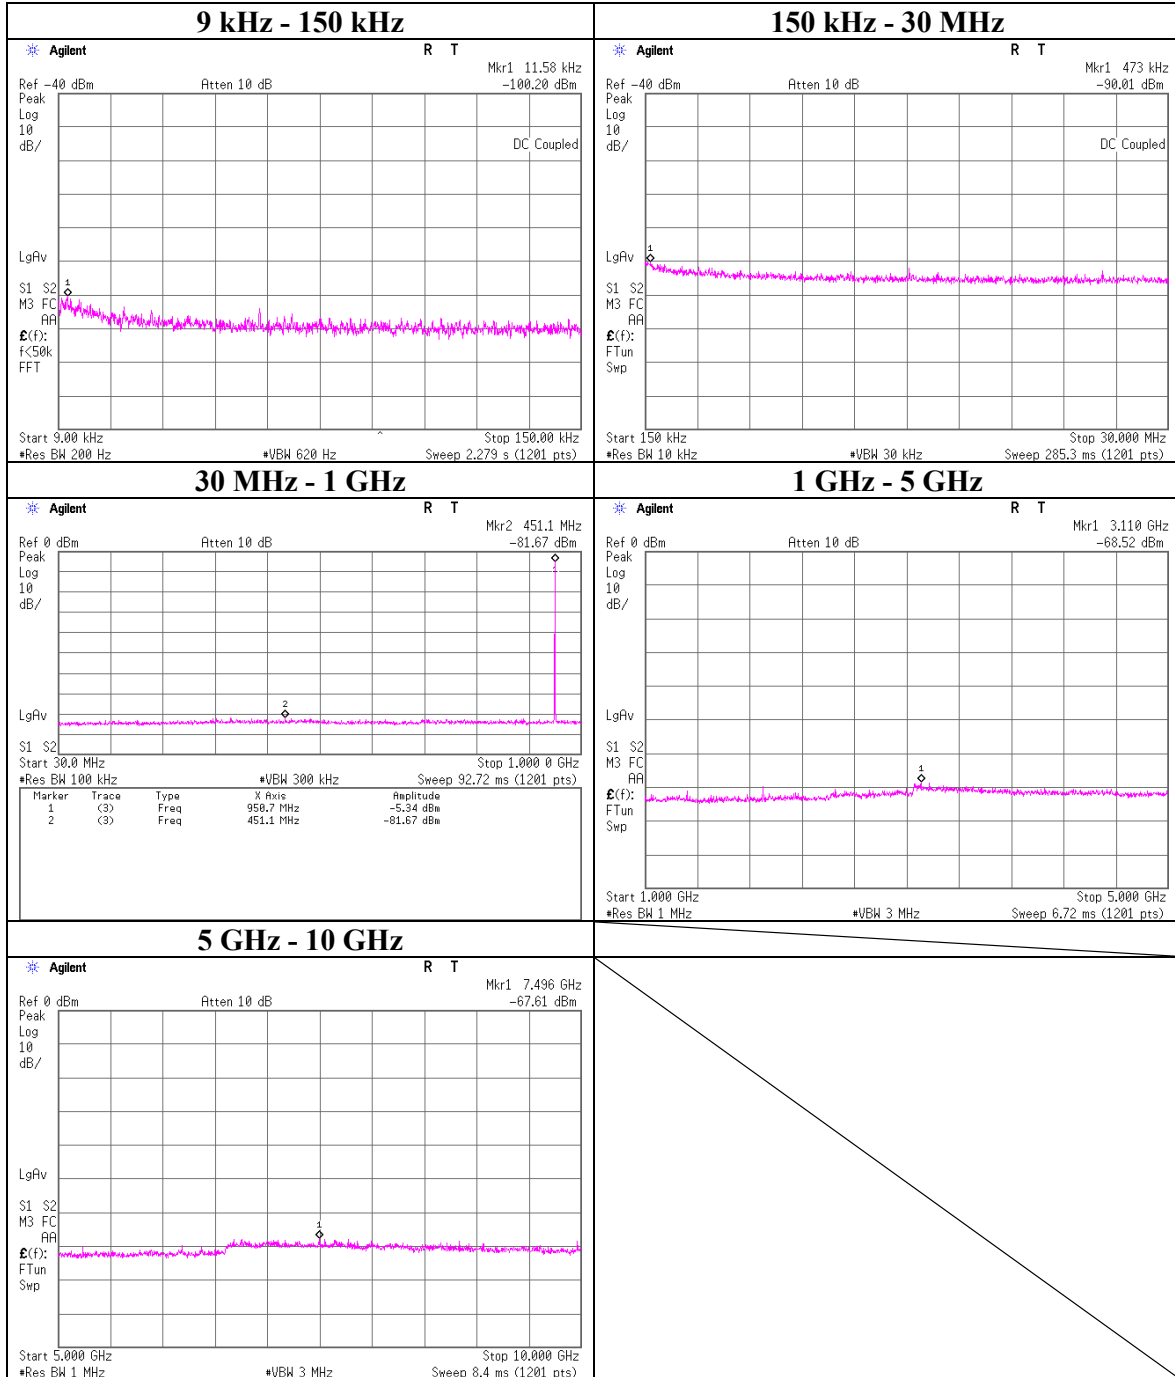 9 kHz - 150 kHz
Agilent
R T
Mkr1 11.58 kHz
Ref -40 dBm Atten 10 dB -100.20 dBm
Peak
Log
10
dB/
DC Coupled
LgAv
1
S1 S2
M3 FC
AA
£(f):
f<50k
FFT
Start 9.00 kHz Stop 150.00 kHz
#Res BW 200 Hz #VBW 620 Hz Sweep 2.279 s (1201 pts)
150 kHz - 30 MHz
Agilent
R T
Mkr1 473 kHz
Ref -40 dBm Atten 10 dB -90.01 dBm
Peak
Log
10
dB/
DC Coupled
1
LgAv
S1 S2
M3 FC
AA
£(f):
FTun
Swp
Start 150 kHz Stop 30.000 MHz
#Res BW 10 kHz #VBW 30 kHz Sweep 285.3 ms (1201 pts)
30 MHz - 1 GHz
Agilent
R T
Mkr2 451.1 MHz
Ref 0 dBm Atten 10 dB -81.67 dBm
Peak
Log
10
dB/
1
2
LgAv
S1 S2
Start 30.0 MHz Stop 1.000 0 GHz
#Res BW 100 kHz #VBW 300 kHz Sweep 92.72 ms (1201 pts)
Marker Trace Type X Axis Amplitude
1 (3) Freq 950.7 MHz -5.34 dBm
2 (3) Freq 451.1 MHz -81.67 dBm
1 GHz - 5 GHz
Agilent
R T
Mkr1 3.110 GHz
Ref 0 dBm Atten 10 dB -68.52 dBm
Peak
Log
10
dB/
LgAv
S1 S2
M3 FC
1
AA
£(f):
FTun
Swp
Start 1.000 GHz Stop 5.000 GHz
#Res BW 1 MHz #VBW 3 MHz Sweep 6.72 ms (1201 pts)
5 GHz - 10 GHz
Agilent
R T
Mkr1 7.496 GHz
Ref 0 dBm Atten 10 dB -67.61 dBm
Peak
Log
10
dB/
LgAv
S1 S2
M3 FC
1
AA
£(f):
FTun
Swp
Start 5.000 GHz Stop 10.000 GHz
#Res BW 1 MHz #VBW 3 MHz Sweep 8.4 ms (1201 pts)